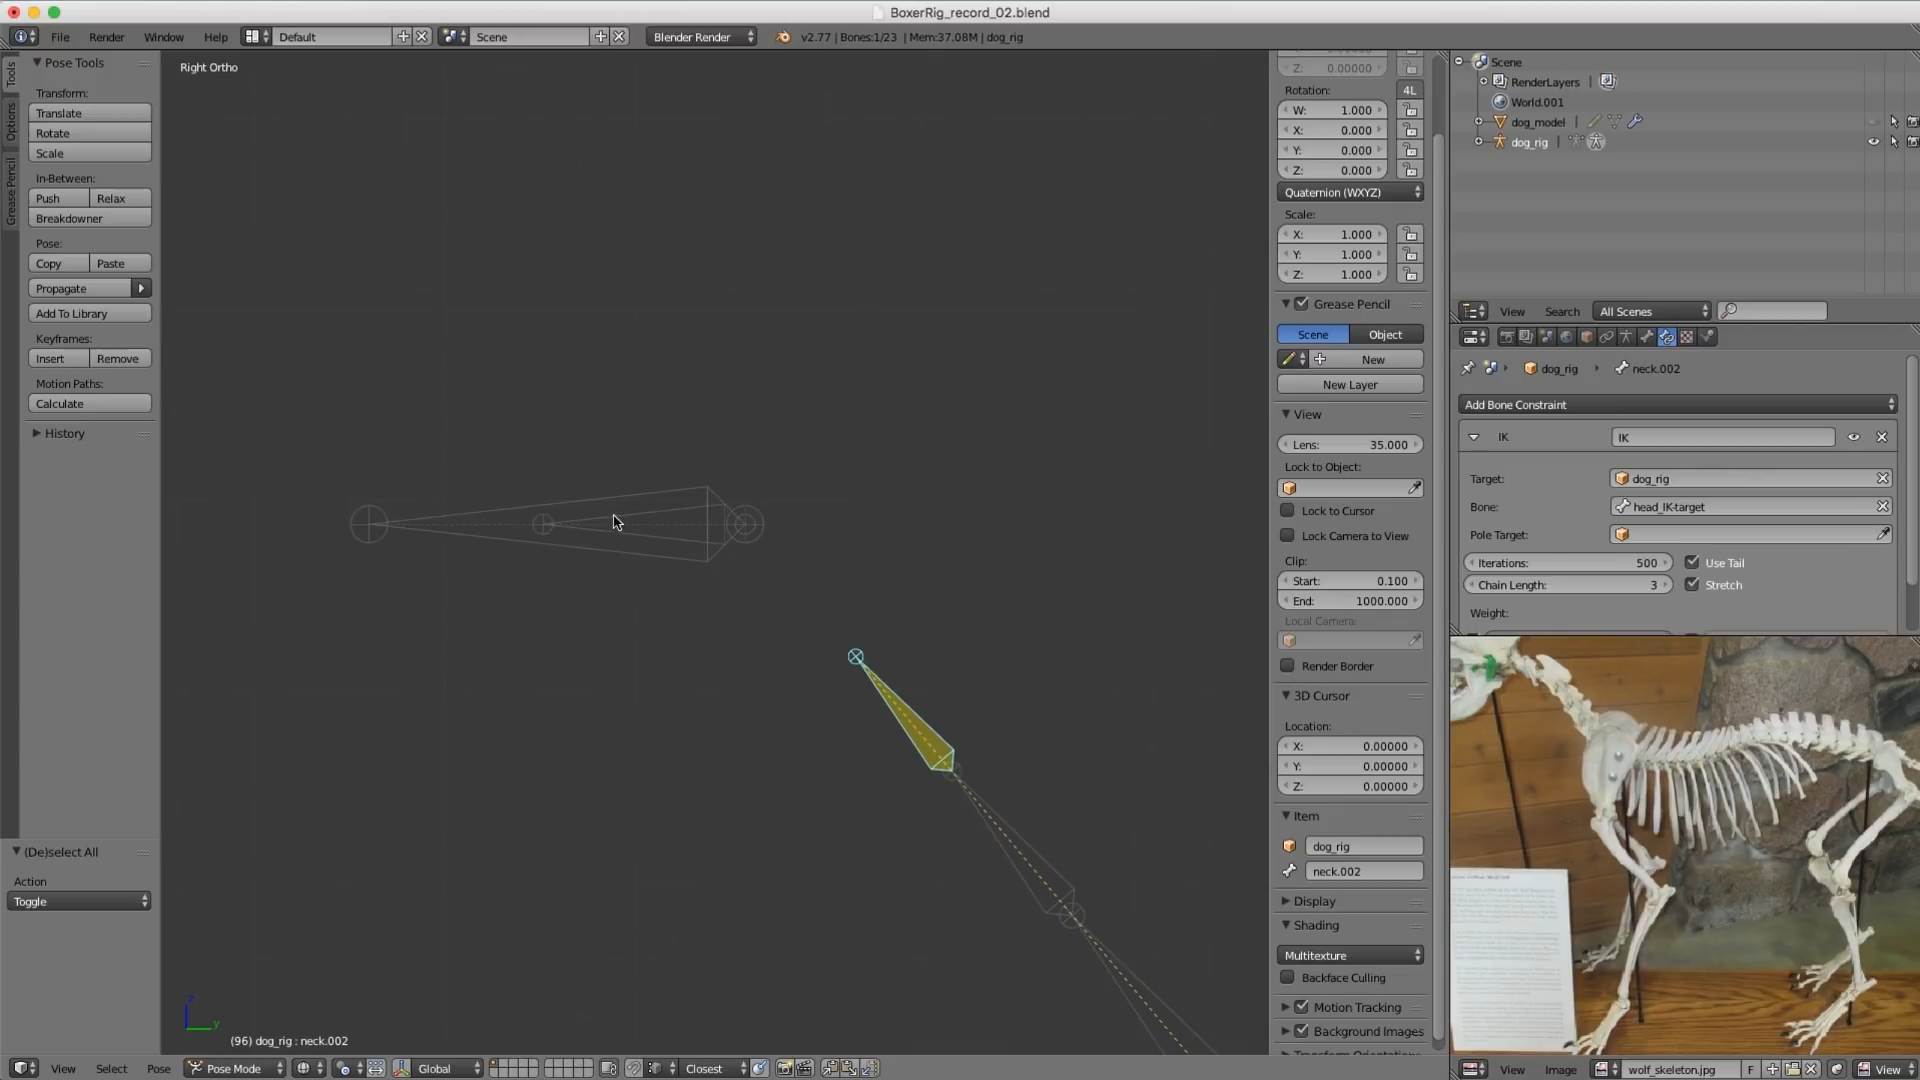 BoxerRig_record_02.blend
File Render Window Help Default Scene Blender Render v2.77 | Bones:1/23 | Mem:37.08M | dog_rig
Tools
Options
Grease Pencil
Pose Tools
Transform:
Translate
Rotate
Scale
In-Between:
Push Relax
Breakdowner
Pose:
Copy Paste
Propagate
Add To Library
Keyframes:
Insert Remove
Motion Paths:
Calculate
History
(De)select All
Action
Toggle
Right Ortho
z
y
(96) dog_rig : neck.002
View Select Pose Pose Mode Global Closest
Z: 0.00000
Rotation: 4L
W: 1.000
X: 0.000
Y: 0.000
Z: 0.000
Quaternion (WXYZ)
Scale:
X: 1.000
Y: 1.000
Z: 1.000
Grease Pencil
Scene Object
New
New Layer
View
Lens: 35.000
Lock to Object:
Lock to Cursor
Lock Camera to View
Clip:
Start: 0.100
End: 1000.000
Local Camera:
Render Border
3D Cursor
Location:
X: 0.00000
Y: 0.00000
Z: 0.00000
Item
dog_rig
neck.002
Display
Shading
Multitexture
Backface Culling
Motion Tracking
Background Images
Scene
RenderLayers
World.001
dog_model
dog_rig
View Search All Scenes
dog_rig neck.002
Add Bone Constraint
IK IK
Target: dog_rig
Bone: head_IK-target
Pole Target:
Iterations: 500 Use Tail
Chain Length: 3 Stretch
Weight:
View Image wolf_skeleton.jpg F View